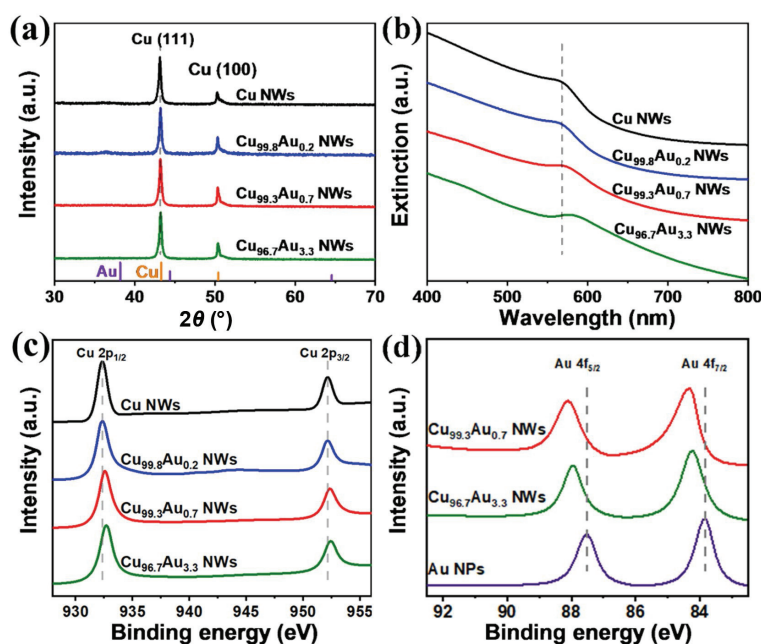 (a)
Cu (111)
Cu (100)
Cu NWs
Cu99.8Au0.2 NWs
Cu99.3Au0.7 NWs
Cu96.7Au3.3 NWs
Au
Cu
Intensity (a.u.)
30 40 50 60 70
2θ (°)
(b)
Cu NWs
Cu99.8Au0.2 NWs
Cu99.3Au0.7 NWs
Cu96.7Au3.3 NWs
Extinction (a.u.)
400 500 600 700 800
Wavelength (nm)
(c)
Cu 2p1/2
Cu 2p3/2
Cu NWs
Cu99.8Au0.2 NWs
Cu99.3Au0.7 NWs
Cu96.7Au3.3 NWs
Intensity (a.u.)
930 935 940 945 950 955
Binding energy (eV)
(d)
Au 4f5/2
Au 4f7/2
Cu99.3Au0.7 NWs
Cu96.7Au3.3 NWs
Au NPs
Intensity (a.u.)
92 90 88 86 84
Binding energy (eV)